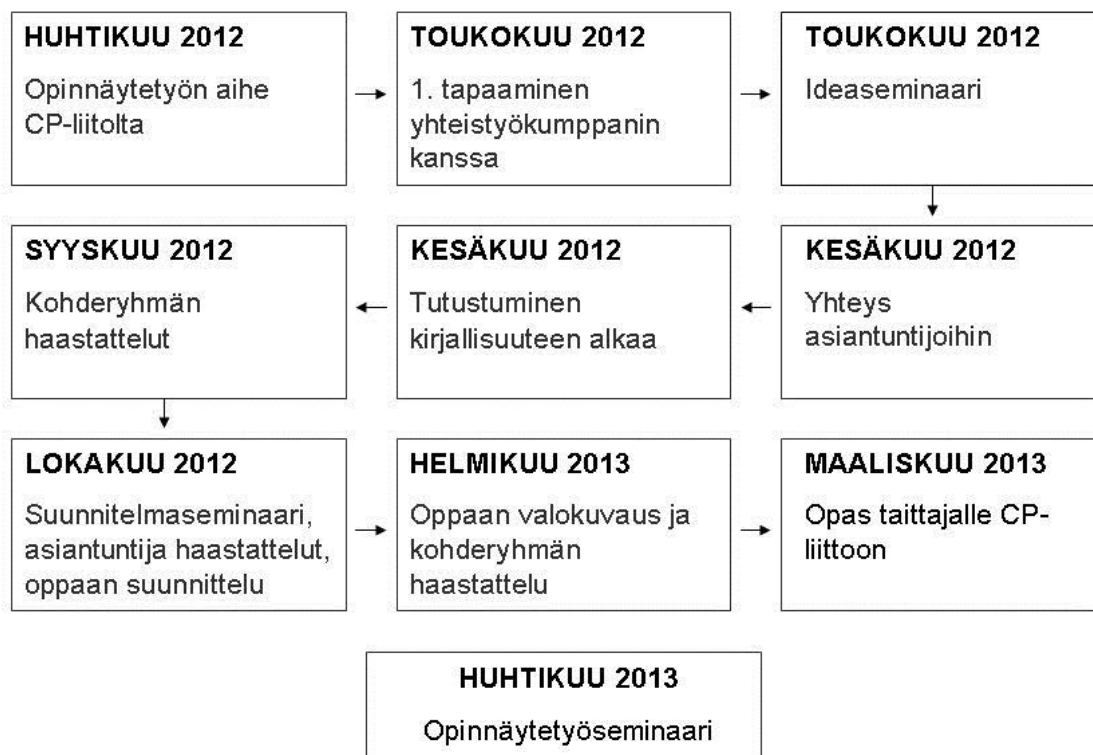 HUHTIKUU 2012
Opinnäytetyön aihe
CP-liitolta
TOUKOKUU 2012
1. tapaaminen
yhteistyökumppanin
kanssa
TOUKOKUU 2012
Ideaseminaari
KESÄKUU 2012
Yhteys
asiantuntijoihin
KESÄKUU 2012
Tutustuminen
kirjallisuuteen alkaa
SYYSKUU 2012
Kohderyhmän
haastattelut
LOKAKUU 2012
Suunnitelmaseminaari,
asiantuntija haastattelut,
oppaan suunnittelu
HELMIKUU 2013
Oppaan valokuvaus ja
kohderyhmän
haastattelu
MAALISKUU 2013
Opas taittajalle CP-
liittoon
HUHTIKUU 2013
Opinnäytetyöseminaari